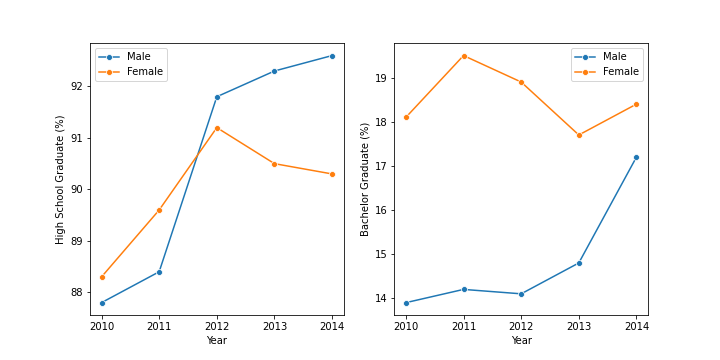 Male
Female
High School Graduate (%)
92
91
90
89
88
2010 2011 2012 2013 2014
Year
Male
Female
Bachelor Graduate (%)
19
18
17
16
15
14
2010 2011 2012 2013 2014
Year